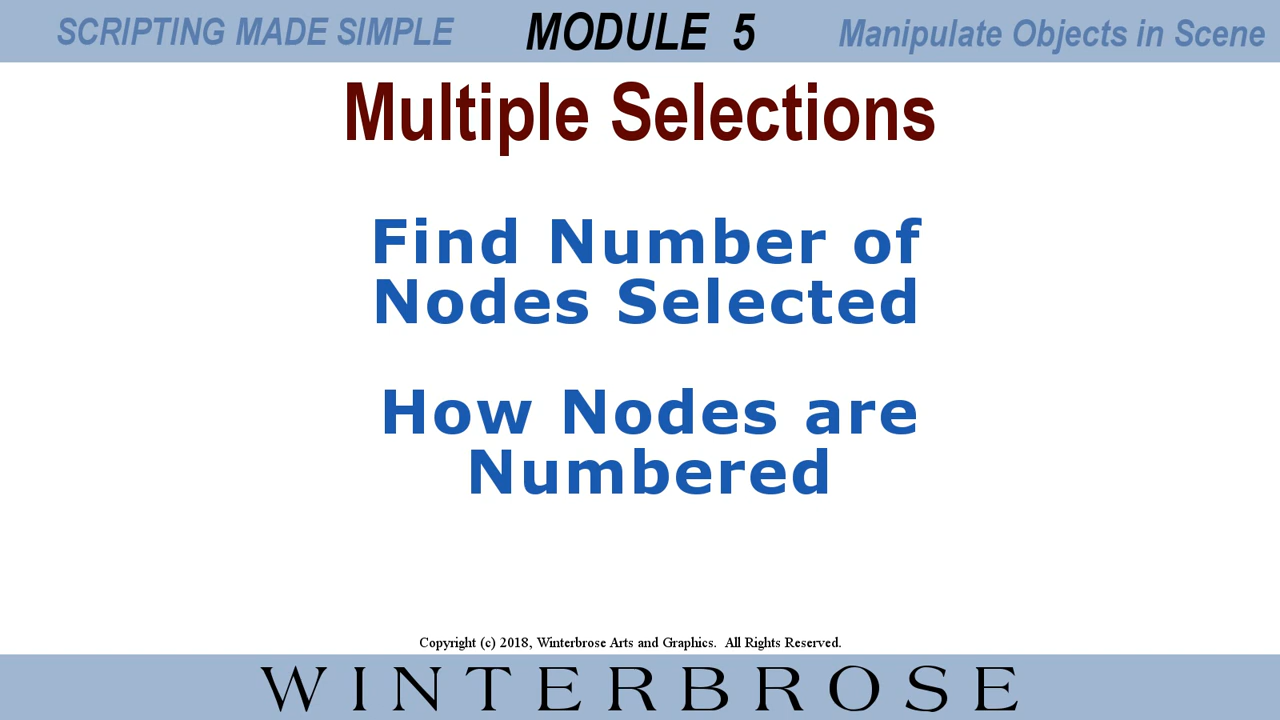 SCRIPTING MADE SIMPLE MODULE 5 Manipulate Objects in Scene
Multiple Selections
Find Number of
Nodes Selected
How Nodes are
Numbered
Copyright (c) 2018, Winterbrose Arts and Graphics. All Rights Reserved.
WINTERBROSE